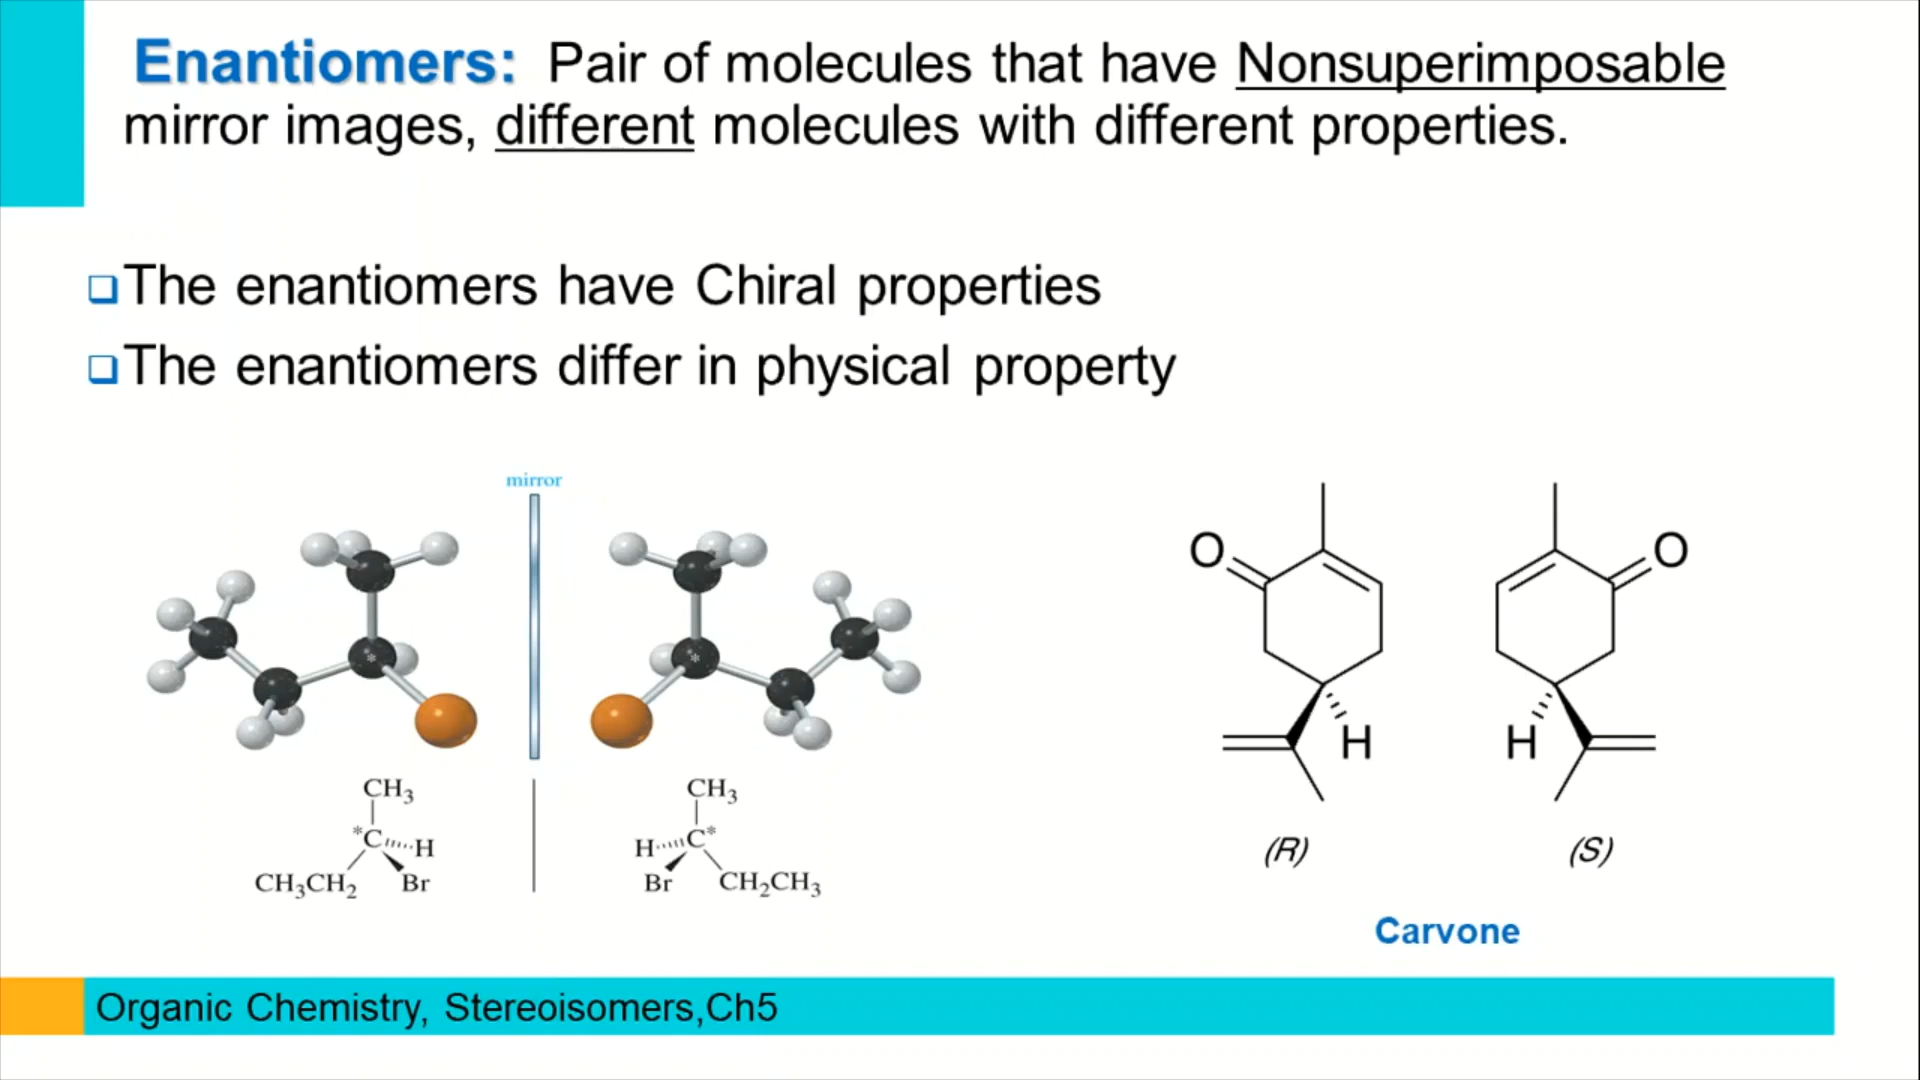 Enantiomers: Pair of molecules that have Nonsuperimposable
mirror images, different molecules with different properties.
❑The enantiomers have Chiral properties
❑The enantiomers differ in physical property
mirror
CH₃
*C H
CH₃CH₂ Br
CH₃
H C*
Br CH₂CH₃
O
H
(R)
O
H
(S)
Carvone
Organic Chemistry, Stereoisomers,Ch5